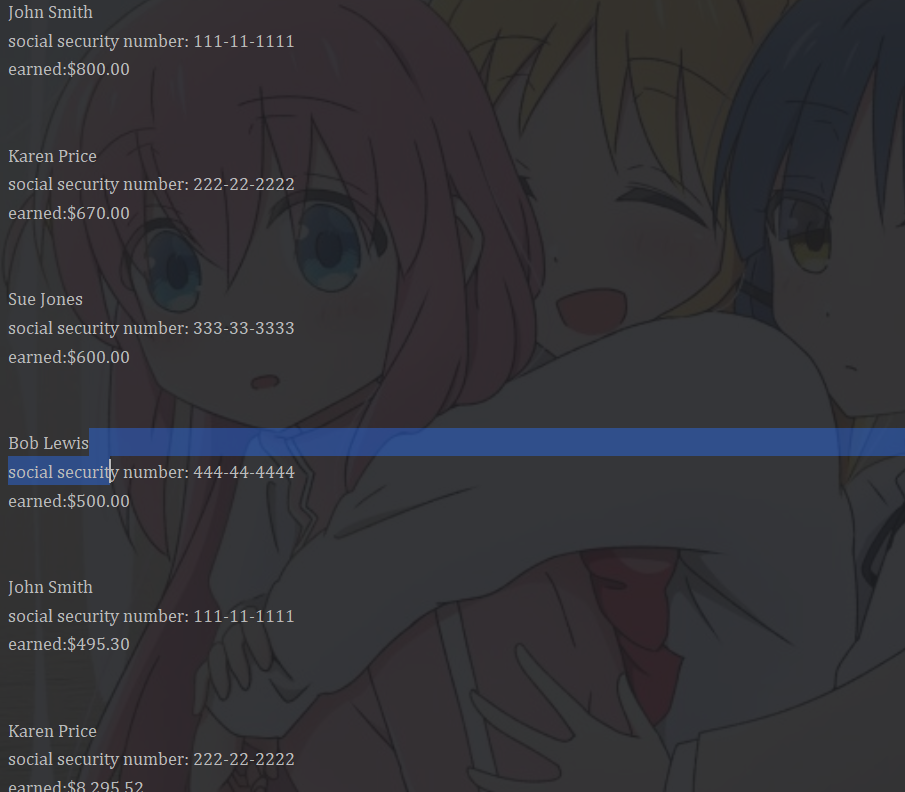 John Smith
social security number: 111-11-1111
earned:$800.00
Karen Price
social security number: 222-22-2222
earned:$670.00
Sue Jones
social security number: 333-33-3333
earned:$600.00
Bob Lewis
social security number: 444-44-4444
earned:$500.00
John Smith
social security number: 111-11-1111
earned:$495.30
Karen Price
social security number: 222-22-2222
earned:$8,295.52